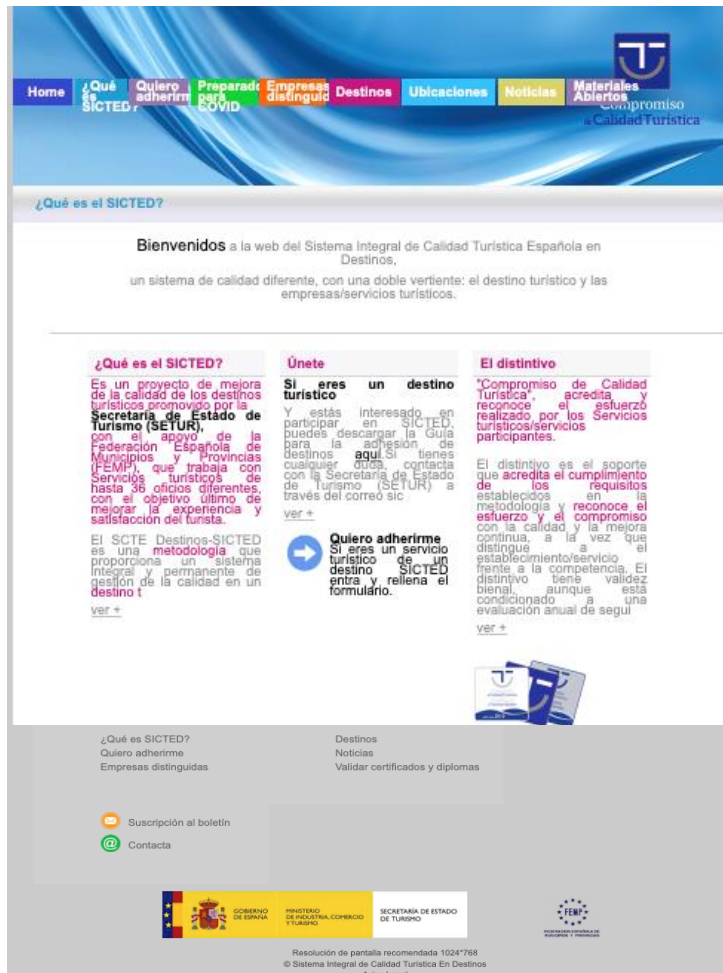 Home
¿Qué es SICTED?
Quiero adherirm
Preparado para COVID
Empresas distinguid
Destinos
Ubicaciones
Noticias
Materiales Abiertos
Compromiso
de Calidad Turística
¿Qué es el SICTED?
Bienvenidos a la web del Sistema Integral de Calidad Turística Española en
Destinos,
un sistema de calidad diferente, con una doble vertiente: el destino turístico y las
empresas/servicios turísticos.
¿Qué es el SICTED?
Es un proyecto de mejora
de la calidad de los destinos
turísticos promovido por la
Secretaría de Estado de
Turismo (SETUR),
con el apoyo de la
Federación Española de
Municipios y Provincias
(FEMP), que trabaja con
Servicios turísticos de
hasta 36 oficios diferentes,
con el objetivo último de
mejorar la experiencia y
satisfacción del turista.
El SCTE Destinos-SICTED
es una metodología que
proporciona un sistema
integral y permanente de
gestión de la calidad en un
destino t
ver +
Únete
Si eres un destino
turístico
Y estás interesado en
participar en SICTED,
puedes descargar la Guía
para la adhesión de
destinos aquí.Si tienes
cualquier duda, contacta
con la Secretaría de Estado
de Turismo (SETUR) a
través del correo sic
ver +
Quiero adherirme
Si eres un servicio
turístico de un
destino SICTED
entra y rellena el
formulario.
El distintivo
"Compromiso de Calidad
Turística", acredita y
reconoce el esfuerzo
realizado por los Servicios
turísticos/servicios
participantes.
El distintivo es el soporte
que acredita el cumplimiento
de los requisitos
establecidos en la
metodología y reconoce el
esfuerzo y el compromiso
con la calidad y la mejora
continua, a la vez que
distingue a el
establecimiento/servicio
frente a la competencia. El
distintivo tiene validez
bienal, aunque está
condicionado a una
evaluación anual de segui
ver +
¿Qué es SICTED?
Quiero adherirme
Empresas distinguidas
Destinos
Noticias
Validar certificados y diplomas
Suscripción al boletín
Contacta
GOBIERNO
DE ESPAÑA
MINISTERIO
DE INDUSTRIA, COMERCIO
Y TURISMO
SECRETARÍA DE ESTADO
DE TURISMO
FEMP
FEDERACION ESPAÑOLA DE
MUNICIPIOS Y PROVINCIAS
Resolución de pantalla recomendada 1024*768
© Sistema Integral de Calidad Turística En Destinos